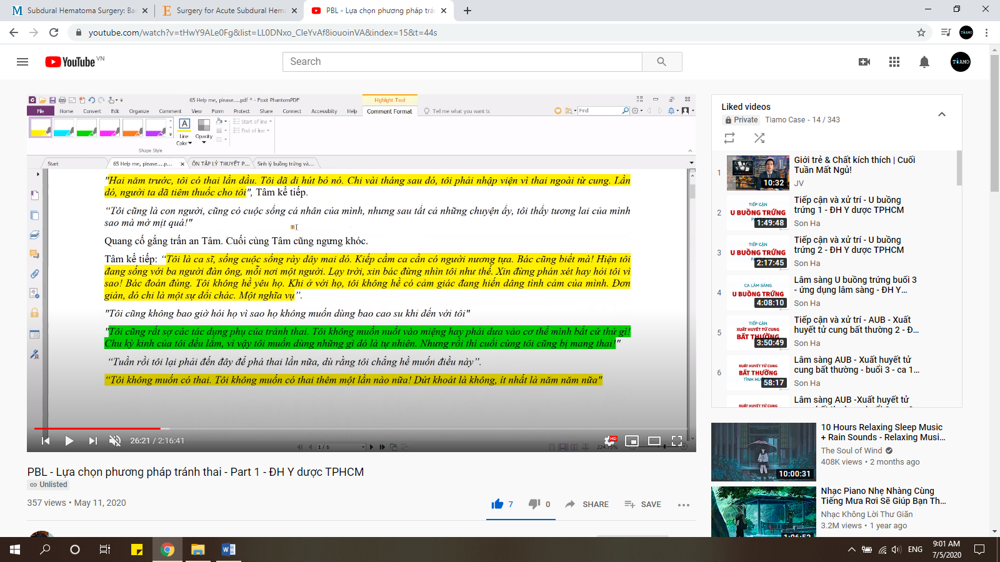 Subdural Hematoma Surgery: Ba
Surgery for Acute Subdural Hema
PBL - Lựa chọn phương pháp trán
youtube.com/watch?v=tHwY9ALe0Fg&list=LL0DNxo_CleYvAf8iouoinVA&index=15&t=44s
YouTube VN
Search
TIAMO
65 Help me, please....pdf * - Foxit PhantomPDF
Highlight Tool
File Home Convert Edit Organize Comment View Form Protect Share Connect Accessibility Help Comment Format Tell me what you want tc Find
Line Color
Opacity
Start of line
End of line
Shape Style
Start
65 Help me, please....p...
ÔN TẬP LÝ THUYẾT P...
Sinh lý buồng trứng và...
"Hai năm trước, tôi có thai lần đầu. Tôi đã đi hút bỏ nó. Chỉ vài tháng sau đó, tôi phải nhập viện vì thai ngoài tử cung. Lần
đó, người ta đã tiêm thuốc cho tôi", Tâm kể tiếp.
“Tôi cũng là con người, cũng có cuộc sống cá nhân của mình, nhưng sau tất cả những chuyện ấy, tôi thấy tương lai của mình
sao mà mờ mịt quá!"
Quang cố gắng trấn an Tâm. Cuối cùng Tâm cũng ngưng khóc.
Tâm kể tiếp: “Tôi là ca sĩ, sống cuộc sống rày đây mai đó. Kiếp cầm ca cần có người nương tựa. Bác cũng biết mà! Hiện tôi
đang sống với ba người đàn ông, mỗi nơi một người. Lạy trời, xin bác đừng nhìn tôi như thế. Xin đừng phán xét hay hỏi tôi vì
sao! Bác đoán đúng. Tôi không hề yêu họ. Khi ở với họ, tôi không hề có cảm giác đang hiến dâng tình cảm của mình. Đơn
giản, đó chỉ là một sự đổi chác. Một nghĩa vụ”.
"Tôi cũng không bao giờ hỏi họ vì sao họ không muốn dùng bao cao su khi đến với tôi"
"Tôi cũng rất sợ các tác dụng phụ của tránh thai. Tôi không muốn nuốt vào miệng hay phải đưa vào cơ thể mình bất cứ thứ gì!
Chu kỳ kinh của tôi đều lắm, vì vậy tôi muốn dùng những gì đó là tự nhiên. Nhưng rồi thì cuối cùng tôi cũng bị mang thai!"
“Tuần rồi tôi lại phải đến đây để phá thai lần nữa, dù rằng tôi chẳng hề muốn điều này”.
“Tôi không muốn có thai. Tôi không muốn có thai thêm một lần nào nữa! Dứt khoát là không, ít nhất là năm năm nữa"
26:21 / 2:16:41
HD
1 / 6
224.75%
PBL - Lựa chọn phương pháp tránh thai - Part 1 - ĐH Y dược TPHCM
Unlisted
357 views • May 11, 2020
7
0
SHARE
SAVE
Liked videos
Private Tiamo Case - 14 / 343
1
10:32
Giới trẻ & Chất kích thích | Cuối
Tuần Mất Ngủ!
JV
2
TIẾP CẬN
U BUỒNG TRỨNG
1:49:48
Tiếp cận và xử trí - U buồng
trứng 1 - ĐH Y dược TPHCM
Son Ha
3
TIẾP CẬN
U BUỒNG TRỨNG
2:17:45
Tiếp cận và xử trí - U buồng
trứng 2 - ĐH Y dược TPHCM
Son Ha
4
CA LÂM SÀNG
U BUỒNG TRỨNG
4:08:10
Lâm sàng U buồng trứng buổi 3
- ứng dụng lâm sàng - ĐH Y...
Son Ha
5
TIẾP CẬN
XUẤT HUYẾT TỬ CUNG
BẤT THƯỜNG
3:50:49
Tiếp cận và xử trí - AUB - Xuất
huyết tử cung bất thường 2 - Đ...
Son Ha
6
XUẤT HUYẾT TỬ CUNG
BẤT THƯỜNG
TÌNH HU
58:17
Lâm sàng AUB - Xuất huyết tử
cung bất thường - buổi 3 - ca 1...
Son Ha
XUẤT HUYẾT TỬ CUNG
Lâm sàng AUB -Xuất huyết tử
10:00:31
10 Hours Relaxing Sleep Music
+ Rain Sounds - Relaxing Musi...
The Soul of Wind
408K views • 2 months ago
1:06:52
Nhạc Piano Nhẹ Nhàng Cùng
Tiếng Mưa Rơi Sẽ Giúp Bạn Th...
Nhạc Không Lời Thư Giãn
3.2M views • 1 year ago
ENG
9:01 AM
7/5/2020